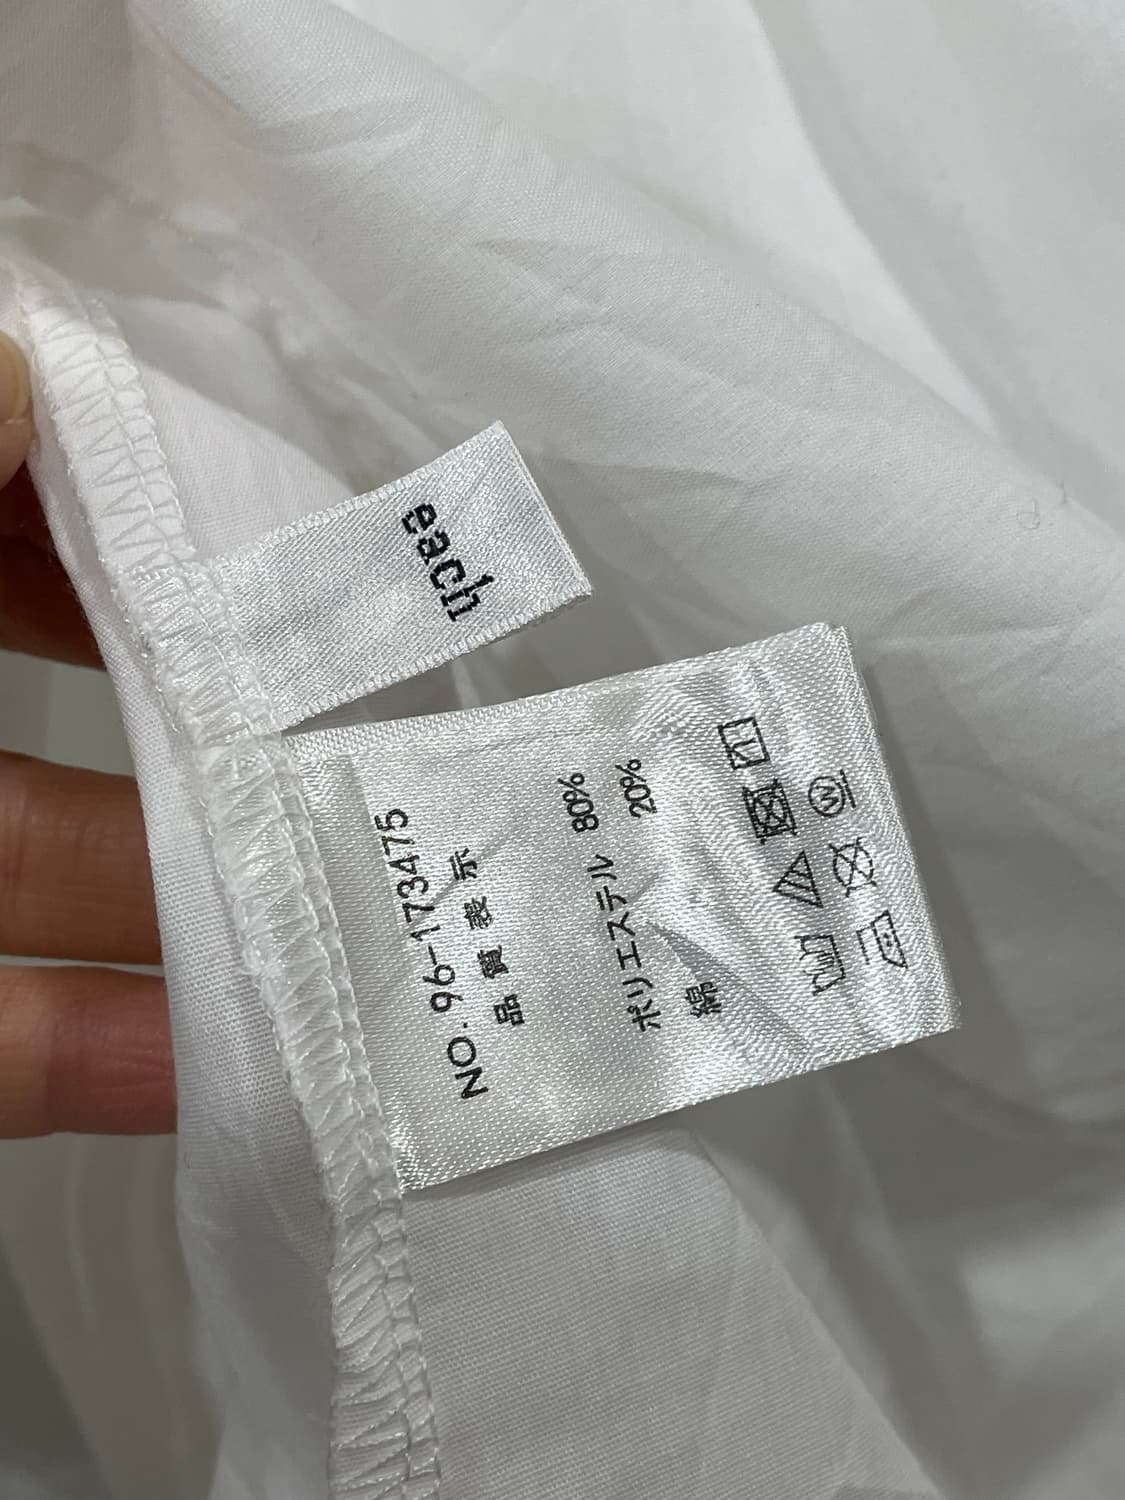 each
NO. 96-173475
品質表示
ポリエステル 80%
綿 20%
W